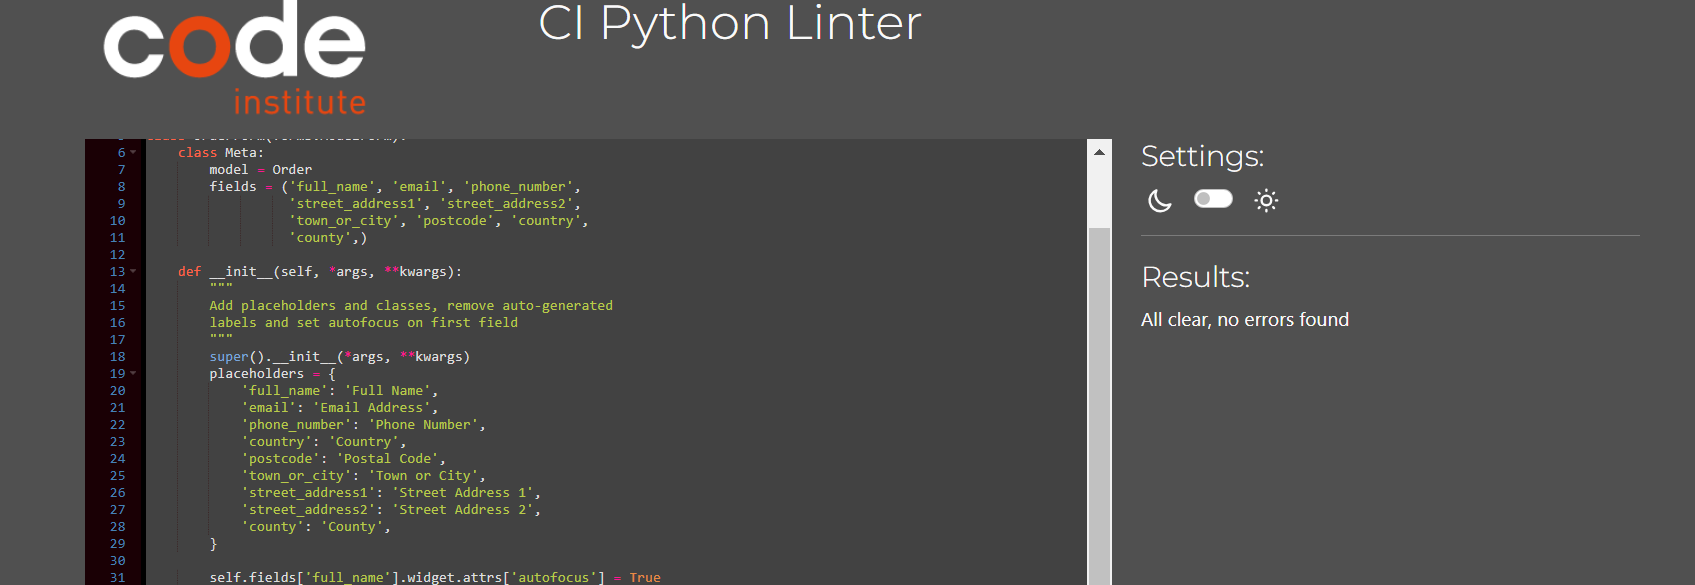 code
institute
CI Python Linter
6 class Meta:
7 model = Order
8 fields = ('full_name', 'email', 'phone_number',
9 'street_address1', 'street_address2',
10 'town_or_city', 'postcode', 'country',
11 'county',)
12
13 def __init__(self, *args, **kwargs):
14 """
15 Add placeholders and classes, remove auto-generated
16 labels and set autofocus on first field
17 """
18 super().__init__(*args, **kwargs)
19 placeholders = {
20 'full_name': 'Full Name',
21 'email': 'Email Address',
22 'phone_number': 'Phone Number',
23 'country': 'Country',
24 'postcode': 'Postal Code',
25 'town_or_city': 'Town or City',
26 'street_address1': 'Street Address 1',
27 'street_address2': 'Street Address 2',
28 'county': 'County',
29 }
30
31 self.fields['full_name'].widget.attrs['autofocus'] = True
Settings:
Results:
All clear, no errors found